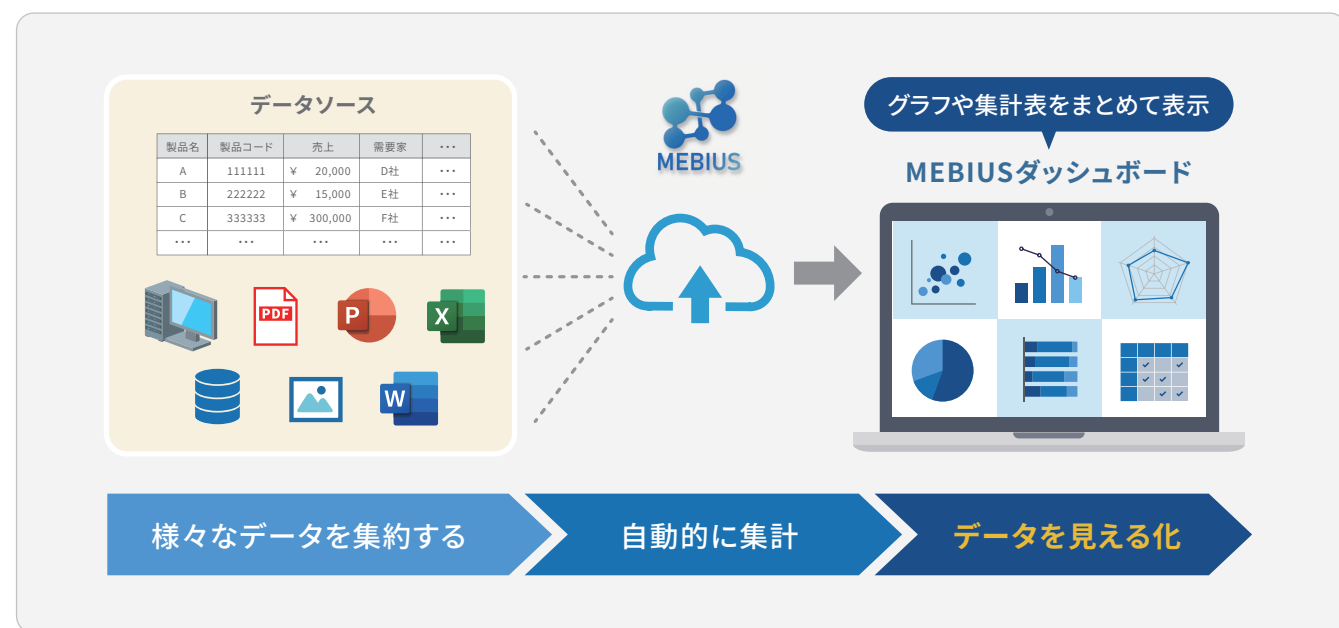 データソース
製品名 製品コード 売上 需要家 ・・・
A 111111 ¥ 20,000 D社 ・・・
B 222222 ¥ 15,000 E社 ・・・
C 333333 ¥ 300,000 F社 ・・・
・・・ ・・・ ・・・ ・・・ ・・・
PDF P X
W
MEBIUS
グラフや集計表をまとめて表示
MEBIUSダッシュボード
様々なデータを集約する
自動的に集計
データを見える化